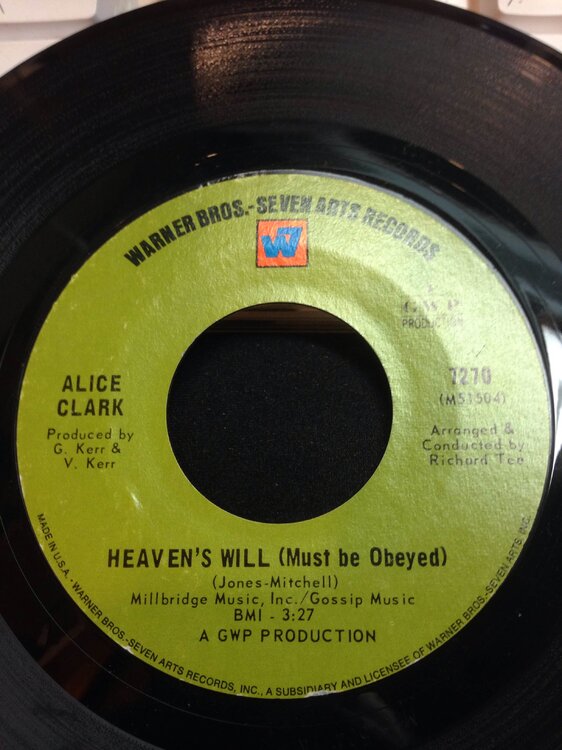 WARNER BROS.-SEVEN ARTS RECORDS
W7
G.W.P.
PRODUCTION
ALICE
CLARK
Produced by
G. Kerr &
V. Kerr
7270
(M51504)
Arranged &
Conducted by
Richard Tee
HEAVEN'S WILL (Must be Obeyed)
(Jones-Mitchell)
Millbridge Music, Inc./Gossip Music
BMI - 3:27
A GWP PRODUCTION
MADE IN U.S.A. -WARNER BROS.-SEVEN ARTS RECORDS, INC., A SUBSIDIARY AND LICENSEE OF WARNER BROS.-SEVEN ARTS, INC.